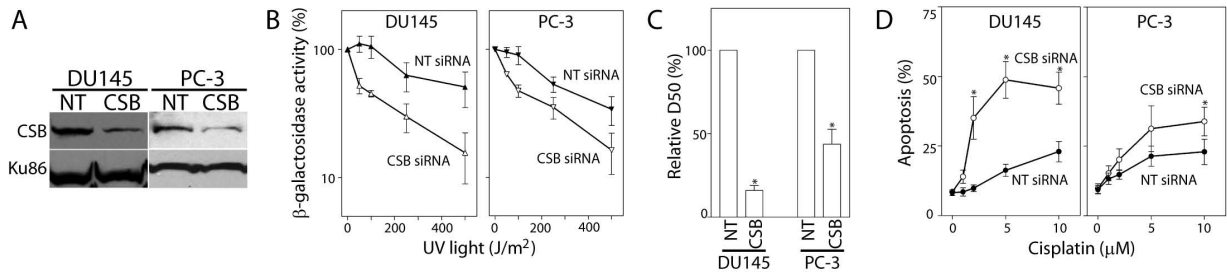 A
DU145 PC-3
NT CSB NT CSB
CSB
Ku86
B
DU145 PC-3
β-galactosidase activity (%)
100
10
NT siRNA
CSB siRNA
NT siRNA
CSB siRNA
0 200 400 0 200 400
UV light (J/m²)
C
Relative D50 (%)
100
50
0
*
*
NT CSB NT CSB
DU145 PC-3
D
DU145 PC-3
Apoptosis (%)
75
50
25
0
CSB siRNA
* * *
NT siRNA
CSB siRNA
*
NT siRNA
0 5 10 0 5 10
Cisplatin (μM)